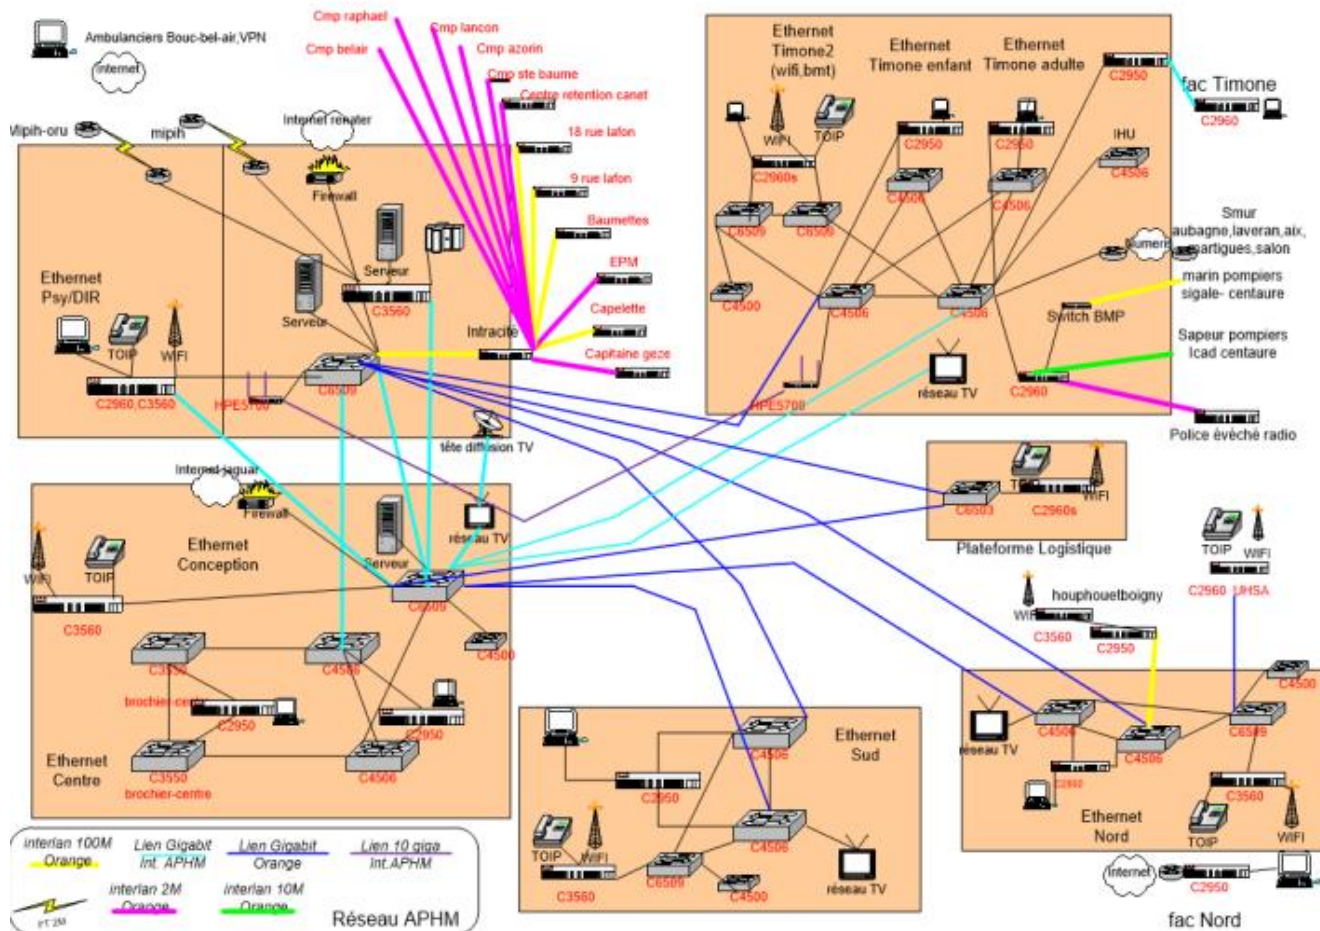 Ambulanciers Bouc-bel-air,VPN
Internet
Cmp raphael
Cmp belair
Cmp lancon
Cmp azorin
Cmp ste baume
Centre retention canet
18 rue lafon
9 rue lafon
Baumettes
EPM
Capelette
Capitaine geze
Intracité
Mipih-oru
mipih
Internet renater
Firewall
Serveur
Serveur
C3560
Ethernet
Psy/DIR
TOIP
WIFI
C2960,C3560
HPE5700
C6509
tête diffusion TV
Ethernet
Timone2
(wifi,bmt)
Ethernet
Timone enfant
Ethernet
Timone adulte
C2950
fac Timone
C2960
WIFI
TOIP
C2960s
C2950
C2950
IHU
C4506
C4506
C4506
C6509
C6509
C4500
C4506
C4506
Numeris
Smur
aubagne,laveran,aix,
martigues,salon
marin pompiers
sigale- centaure
Switch BMP
Sapeur pompiers
Icad centaure
C2960
Police évêché radio
réseau TV
HPE5700
Internet jaguar
Firewall
Ethernet
Conception
Serveur
réseau TV
WIFI
TOIP
C3560
C6509
C4500
C3550
C4506
brochier-centre
C2950
C2950
Ethernet
Centre
C3550
brochier-centre
C4506
TOIP
WIFI
C6503
C2960s
Plateforme Logistique
TOIP
WIFI
C2960 UHSA
houphouetboigny
WIFI
C3560
C2950
C4500
réseau TV
C4506
C4506
C6509
C2960
C3560
Ethernet
Nord
TOIP
WIFI
Internet
C2950
fac Nord
C4506
Ethernet
Sud
C2950
C4506
TOIP
WIFI
C3560
C6509
C4500
réseau TV
interlan 100M
Orange
Lien Gigabit
Int. APHM
Lien Gigabit
Orange
Lien 10 giga
Int.APHM
PT 2M
interlan 2M
Orange
interlan 10M
Orange
Réseau APHM